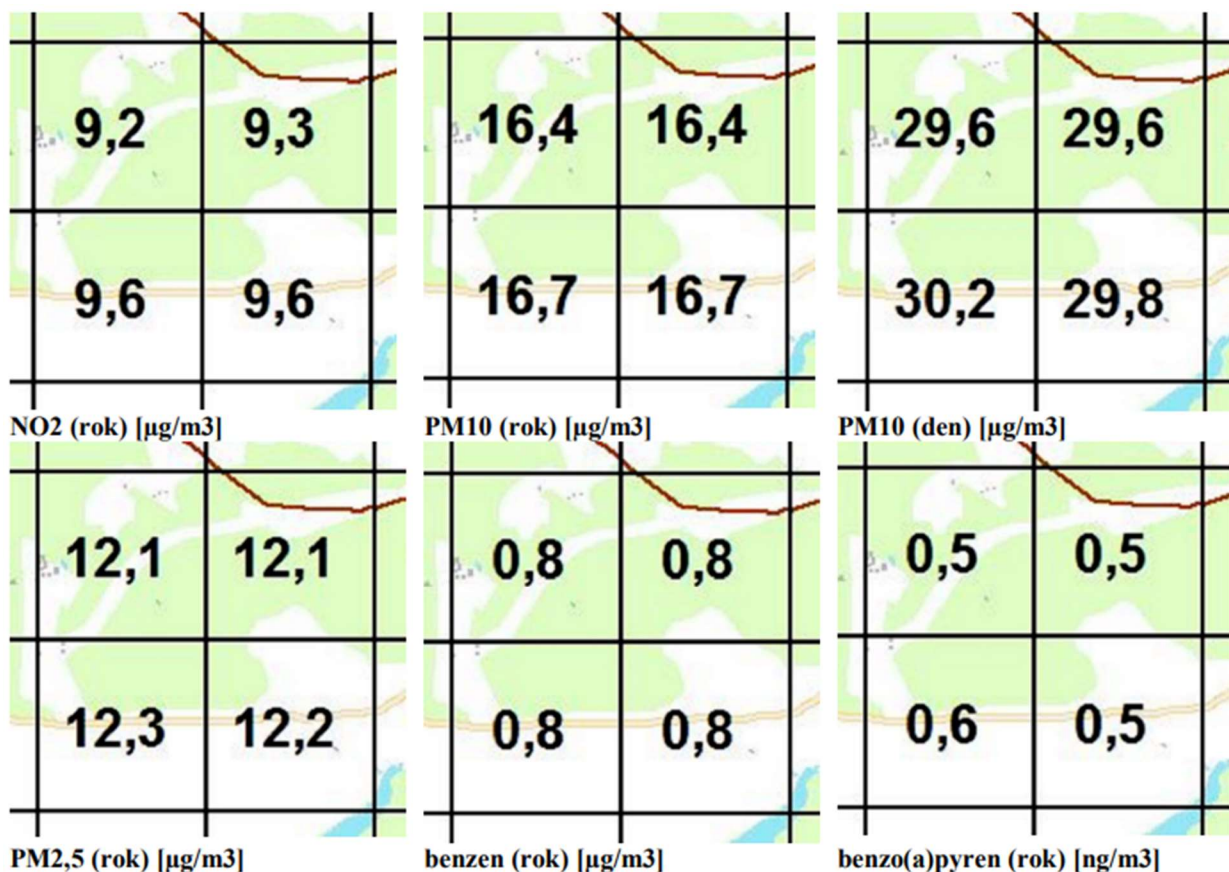 9,2 9,3 16,4 16,4 29,6 29,6
9,6 9,6 16,7 16,7 30,2 29,8
NO2 (rok) [µg/m3] PM10 (rok) [µg/m3] PM10 (den) [µg/m3]
12,1 12,1 0,8 0,8 0,5 0,5
12,3 12,2 0,8 0,8 0,6 0,5
PM2,5 (rok) [µg/m3] benzen (rok) [µg/m3] benzo(a)pyren (rok) [ng/m3]